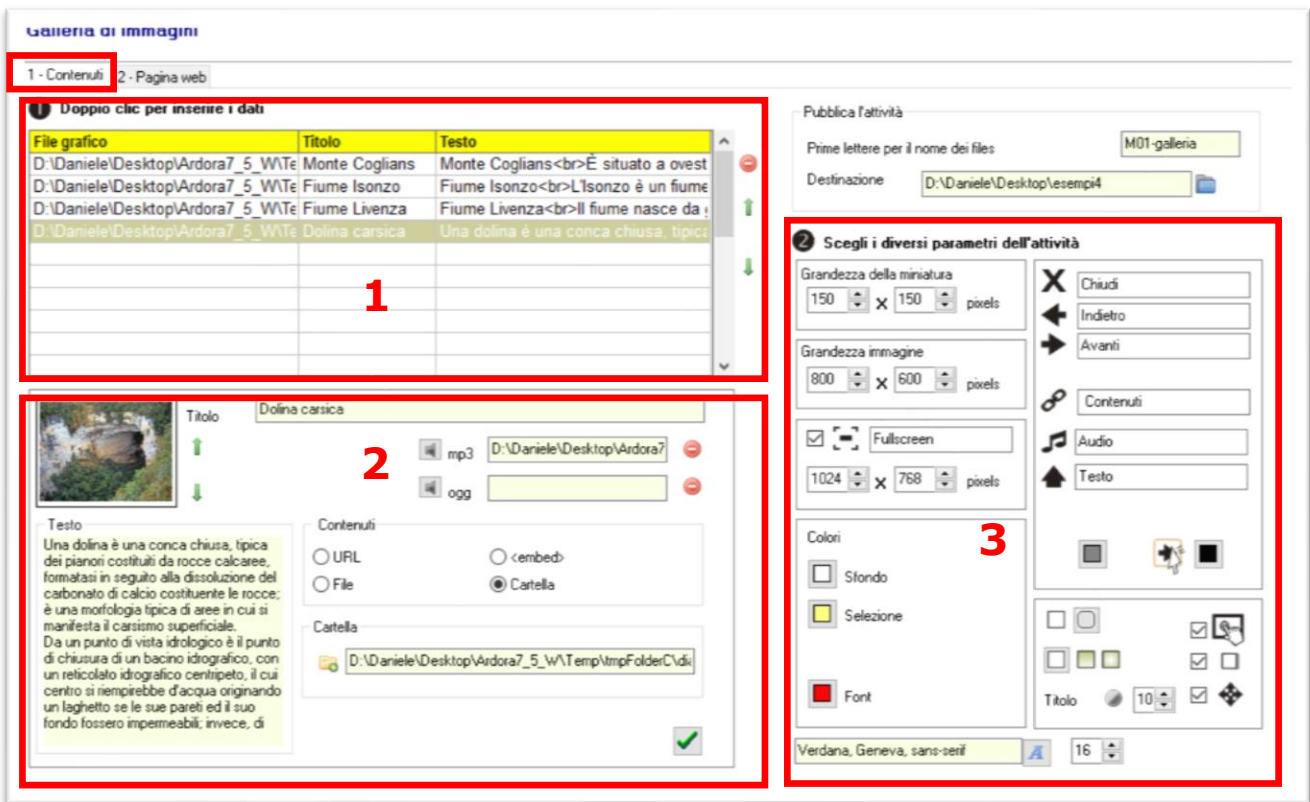 Galleria di immagini
1 - Contenuti
2 - Pagina web
1 Doppio clic per inserire i dati
File grafico Titolo Testo
D:\Daniele\Desktop\Ardora7_5_W\Te Monte Coglians Monte Coglians<br>È situato a ovest
D:\Daniele\Desktop\Ardora7_5_W\Te Fiume Isonzo Fiume Isonzo<br>L'Isonzo è un fiume
D:\Daniele\Desktop\Ardora7_5_W\Te Fiume Livenza Fiume Livenza<br>Il fiume nasce da
D:\Daniele\Desktop\Ardora7_5_W\Te Dolina carsica Una dolina è una conca chiusa, tipica
1
Pubblica l'attività
Prime lettere per il nome dei files M01-galleria
Destinazione D:\Daniele\Desktop\esempi4
Titolo Dolina carsica
mp3 D:\Daniele\Desktop\Ardora7
ogg
2
Testo
Una dolina è una conca chiusa, tipica
dei pianori costituiti da rocce calcaree,
formatasi in seguito alla dissoluzione del
carbonato di calcio costituente le rocce;
è una morfologia tipica di aree in cui si
manifesta il carsismo superficiale.
Da un punto di vista idrologico è il punto
di chiusura di un bacino idrografico, con
un reticolato idrografico centripeto, il cui
centro si riempirebbe d'acqua originando
un laghetto se le sue pareti ed il suo
fondo fossero impermeabili; invece, di
Contenuti
URL <embed>
File Cartella
Cartella
D:\Daniele\Desktop\Ardora7_5_W\Temp\tmpFolderC\dia
2 Scegli i diversi parametri dell'attività
Grandezza della miniatura
150 x 150 pixels
Grandezza immagine
800 x 600 pixels
Fullscreen
1024 x 768 pixels
Colori
Sfondo
Selezione
Font
Verdana, Geneva, sans-serif A 16
X Chiudi
Indietro
Avanti
Contenuti
Audio
Testo
3
Titolo 10